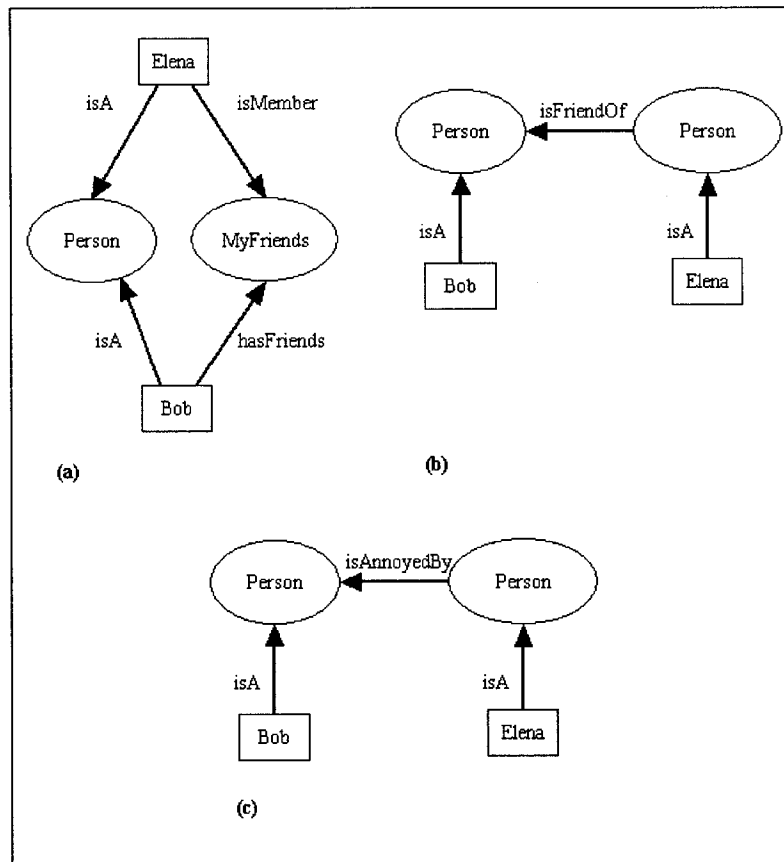 Elena
isA isMember
Person MyFriends
isA hasFriends
Bob
(a)
Person isFriendOf Person
isA isA
Bob Elena
(b)
Person isAnnoyedBy Person
isA isA
Bob Elena
(c)